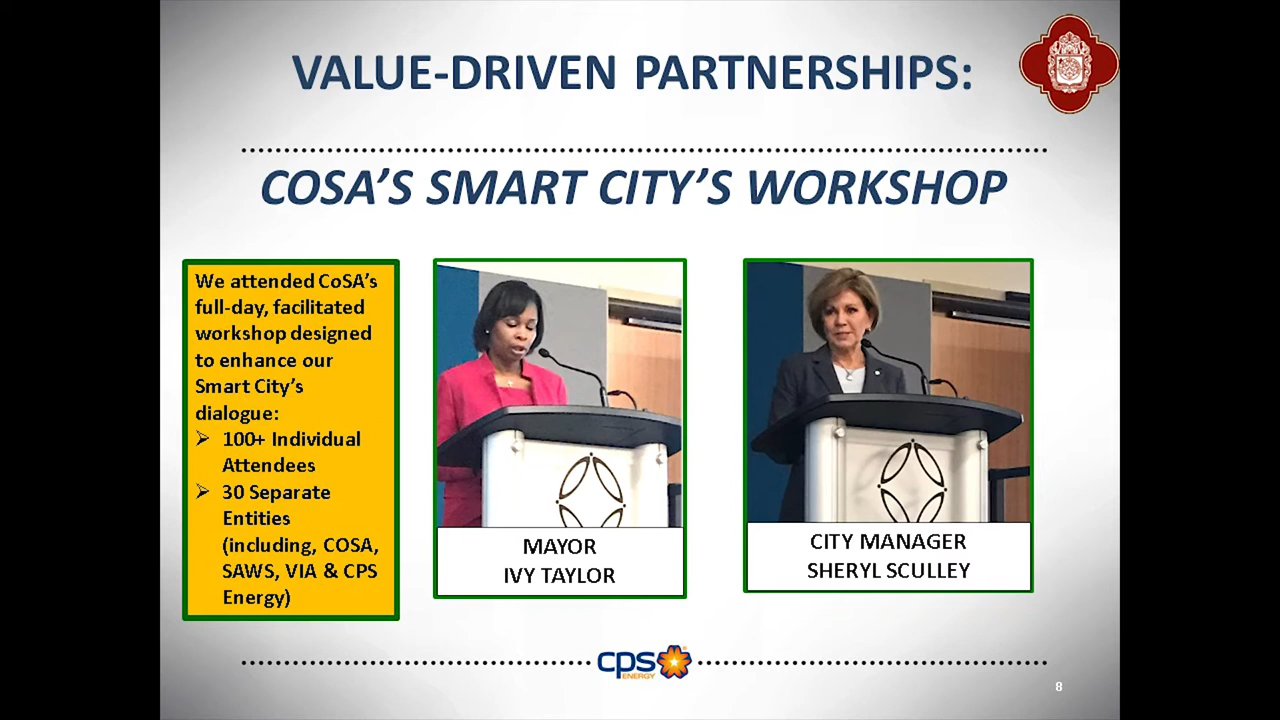 VALUE-DRIVEN PARTNERSHIPS:
COSA’S SMART CITY’S WORKSHOP
We attended CoSA’s
full-day, facilitated
workshop designed
to enhance our
Smart City’s
dialogue:
➢ 100+ Individual
Attendees
➢ 30 Separate
Entities
(including, COSA,
SAWS, VIA & CPS
Energy)
MAYOR
IVY TAYLOR
CITY MANAGER
SHERYL SCULLEY
cps
ENERGY
8